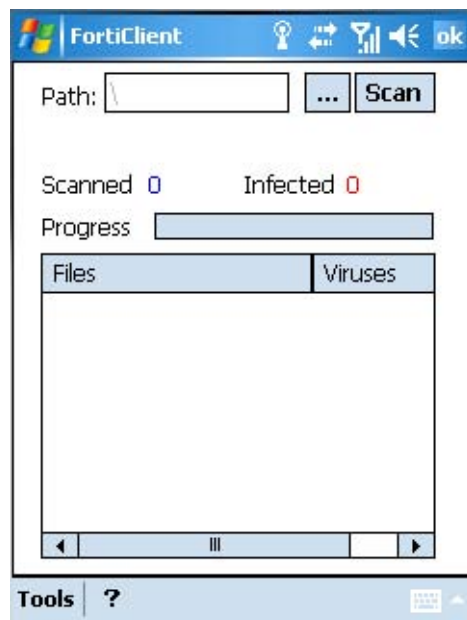 FortiClient ok
Path: \ ... Scan
Scanned 0 Infected 0
Progress
Files Viruses
Tools ?